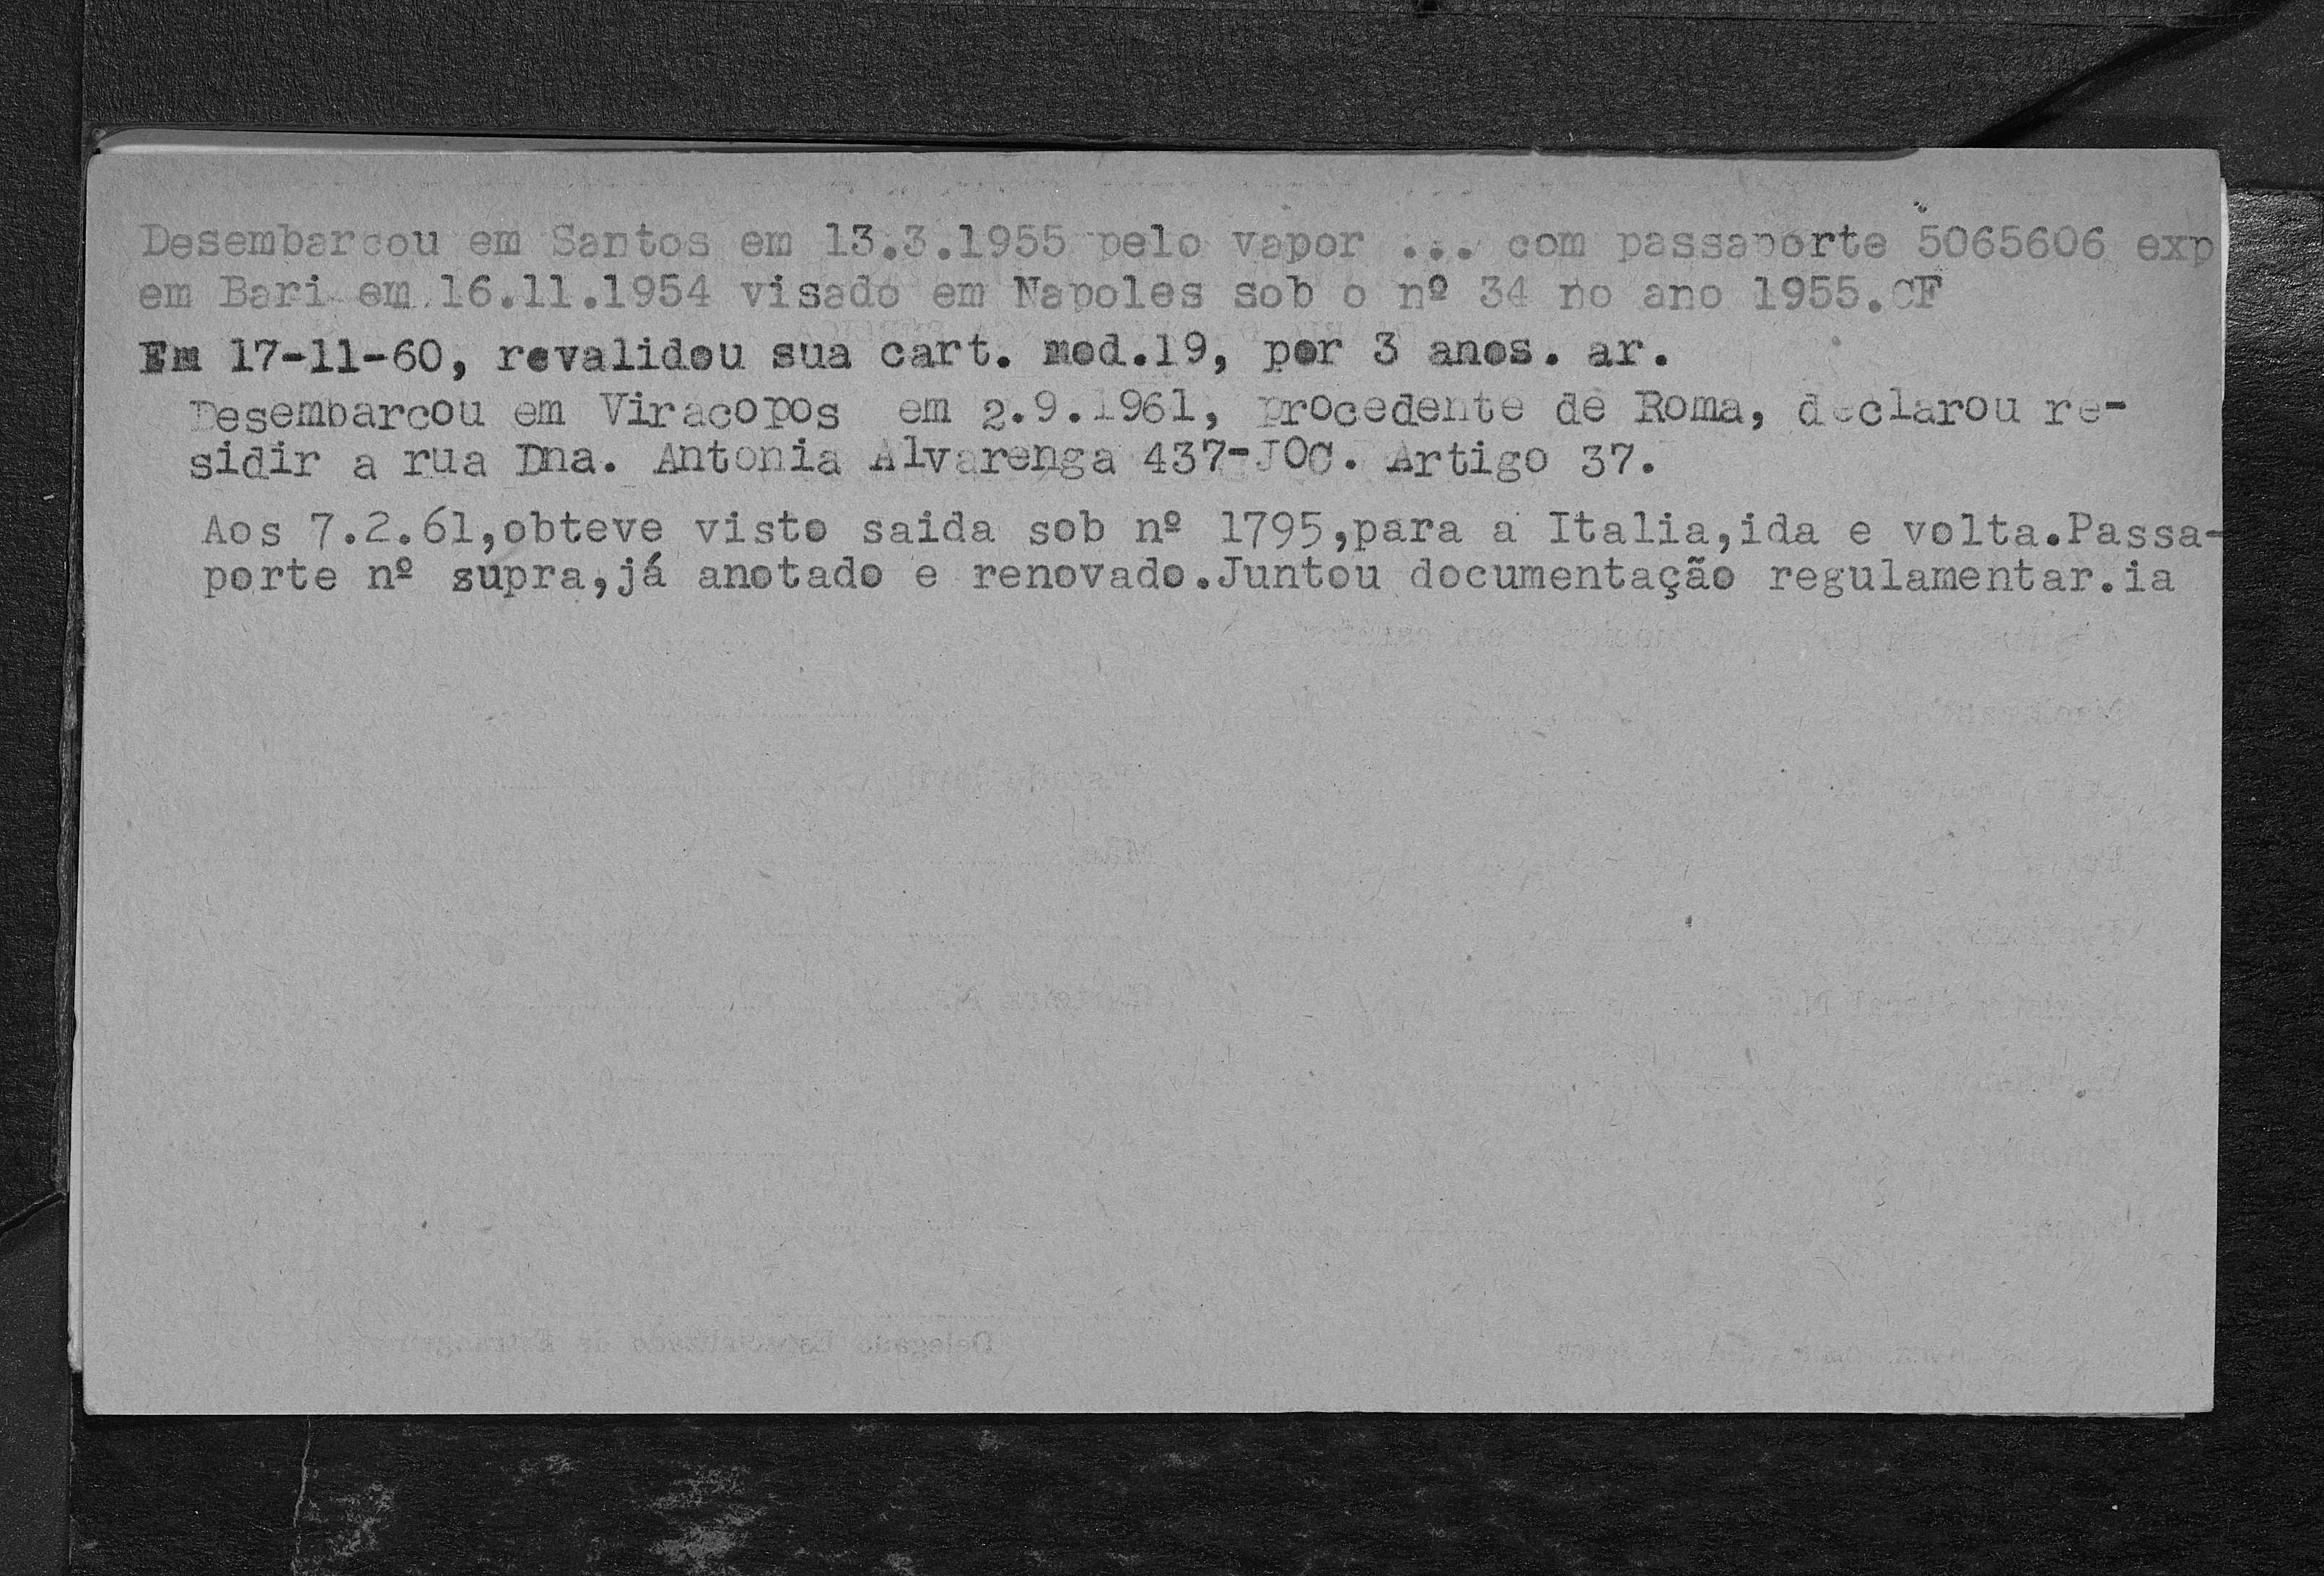 Desembarcou em Santos em 13.3.1955 pelo vapor ... com passaporte 5065606 exp
em Bari em 16.11.1954 visado em Napoles sob o nº 34 no ano 1955.CF
Em 17-11-60, revalidou sua cart. mod.19, por 3 anos. ar.
Desembarcou em Viracopos em 2.9.1961, procedente de Roma, declarou re-
sidir a rua Dna. Antonia Alvarenga 437-JOC. Artigo 37.
Aos 7.2.61,obteve visto saida sob nº 1795,para a Italia,ida e volta.Passa-
porte nº supra,já anotado e renovado.Juntou documentação regulamentar.ia